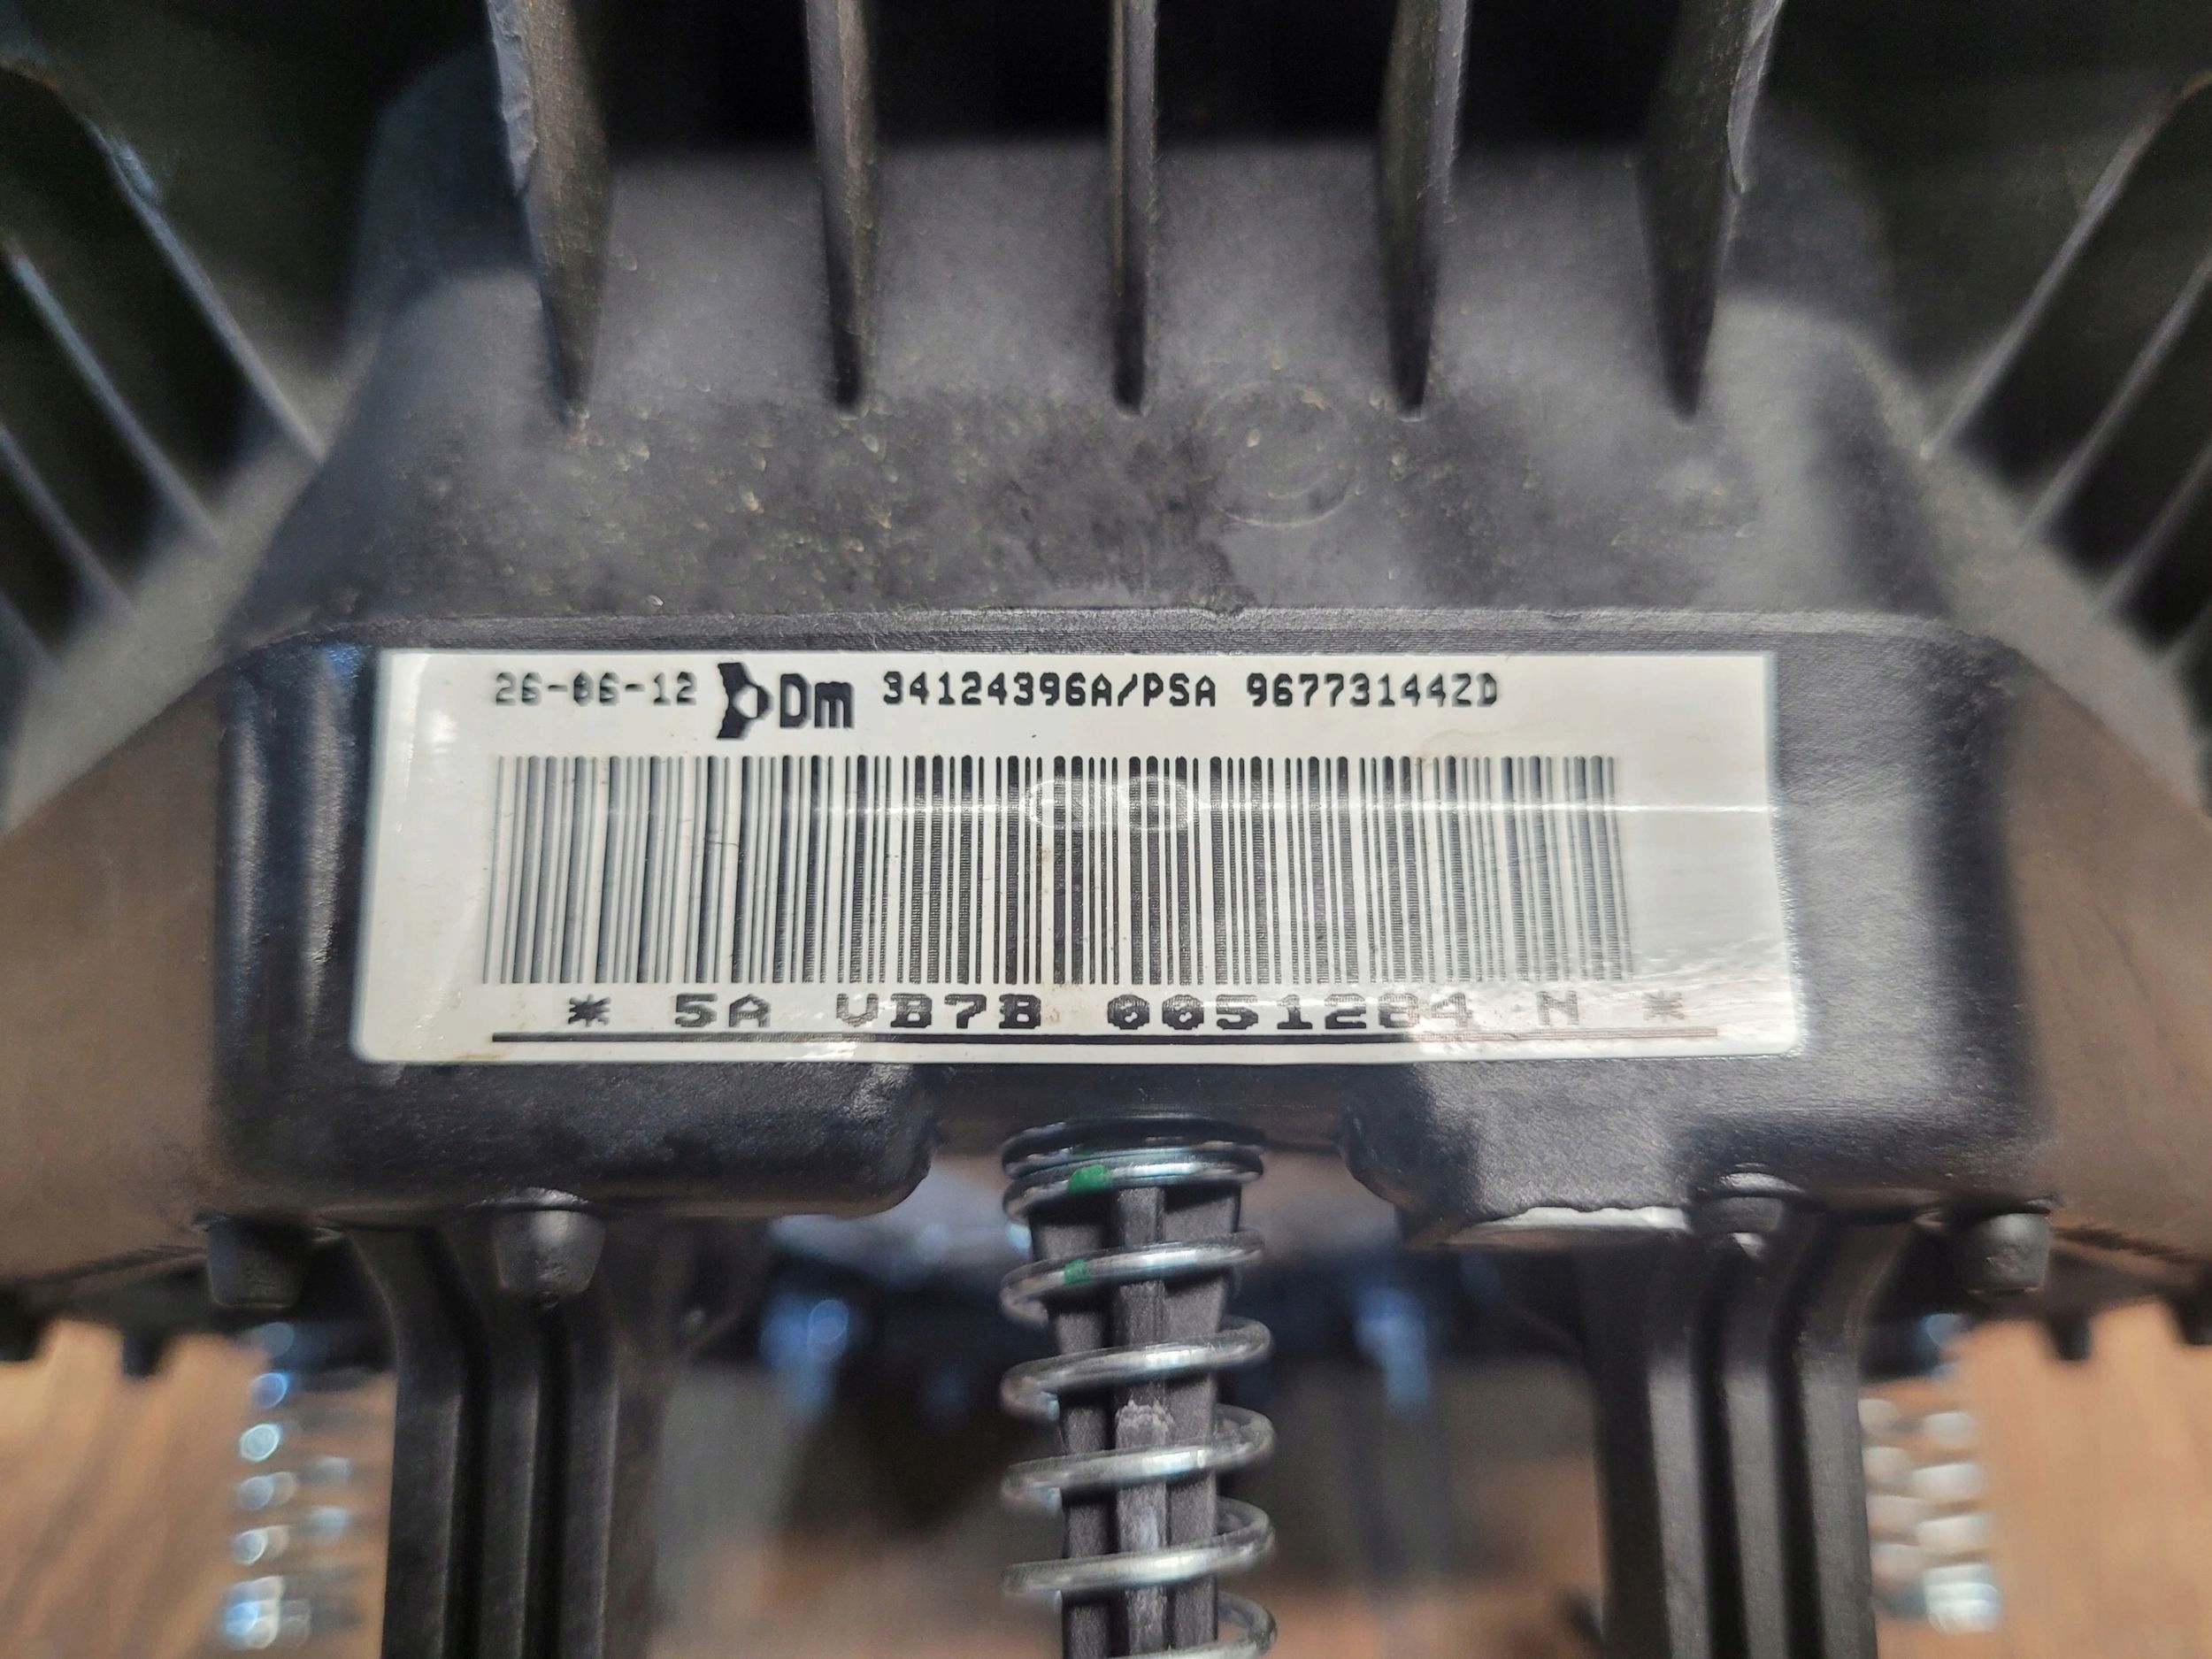 26-06-12 Dm 34124396A/PSA 96773144ZD
* 5A VB7B 0051284 N *